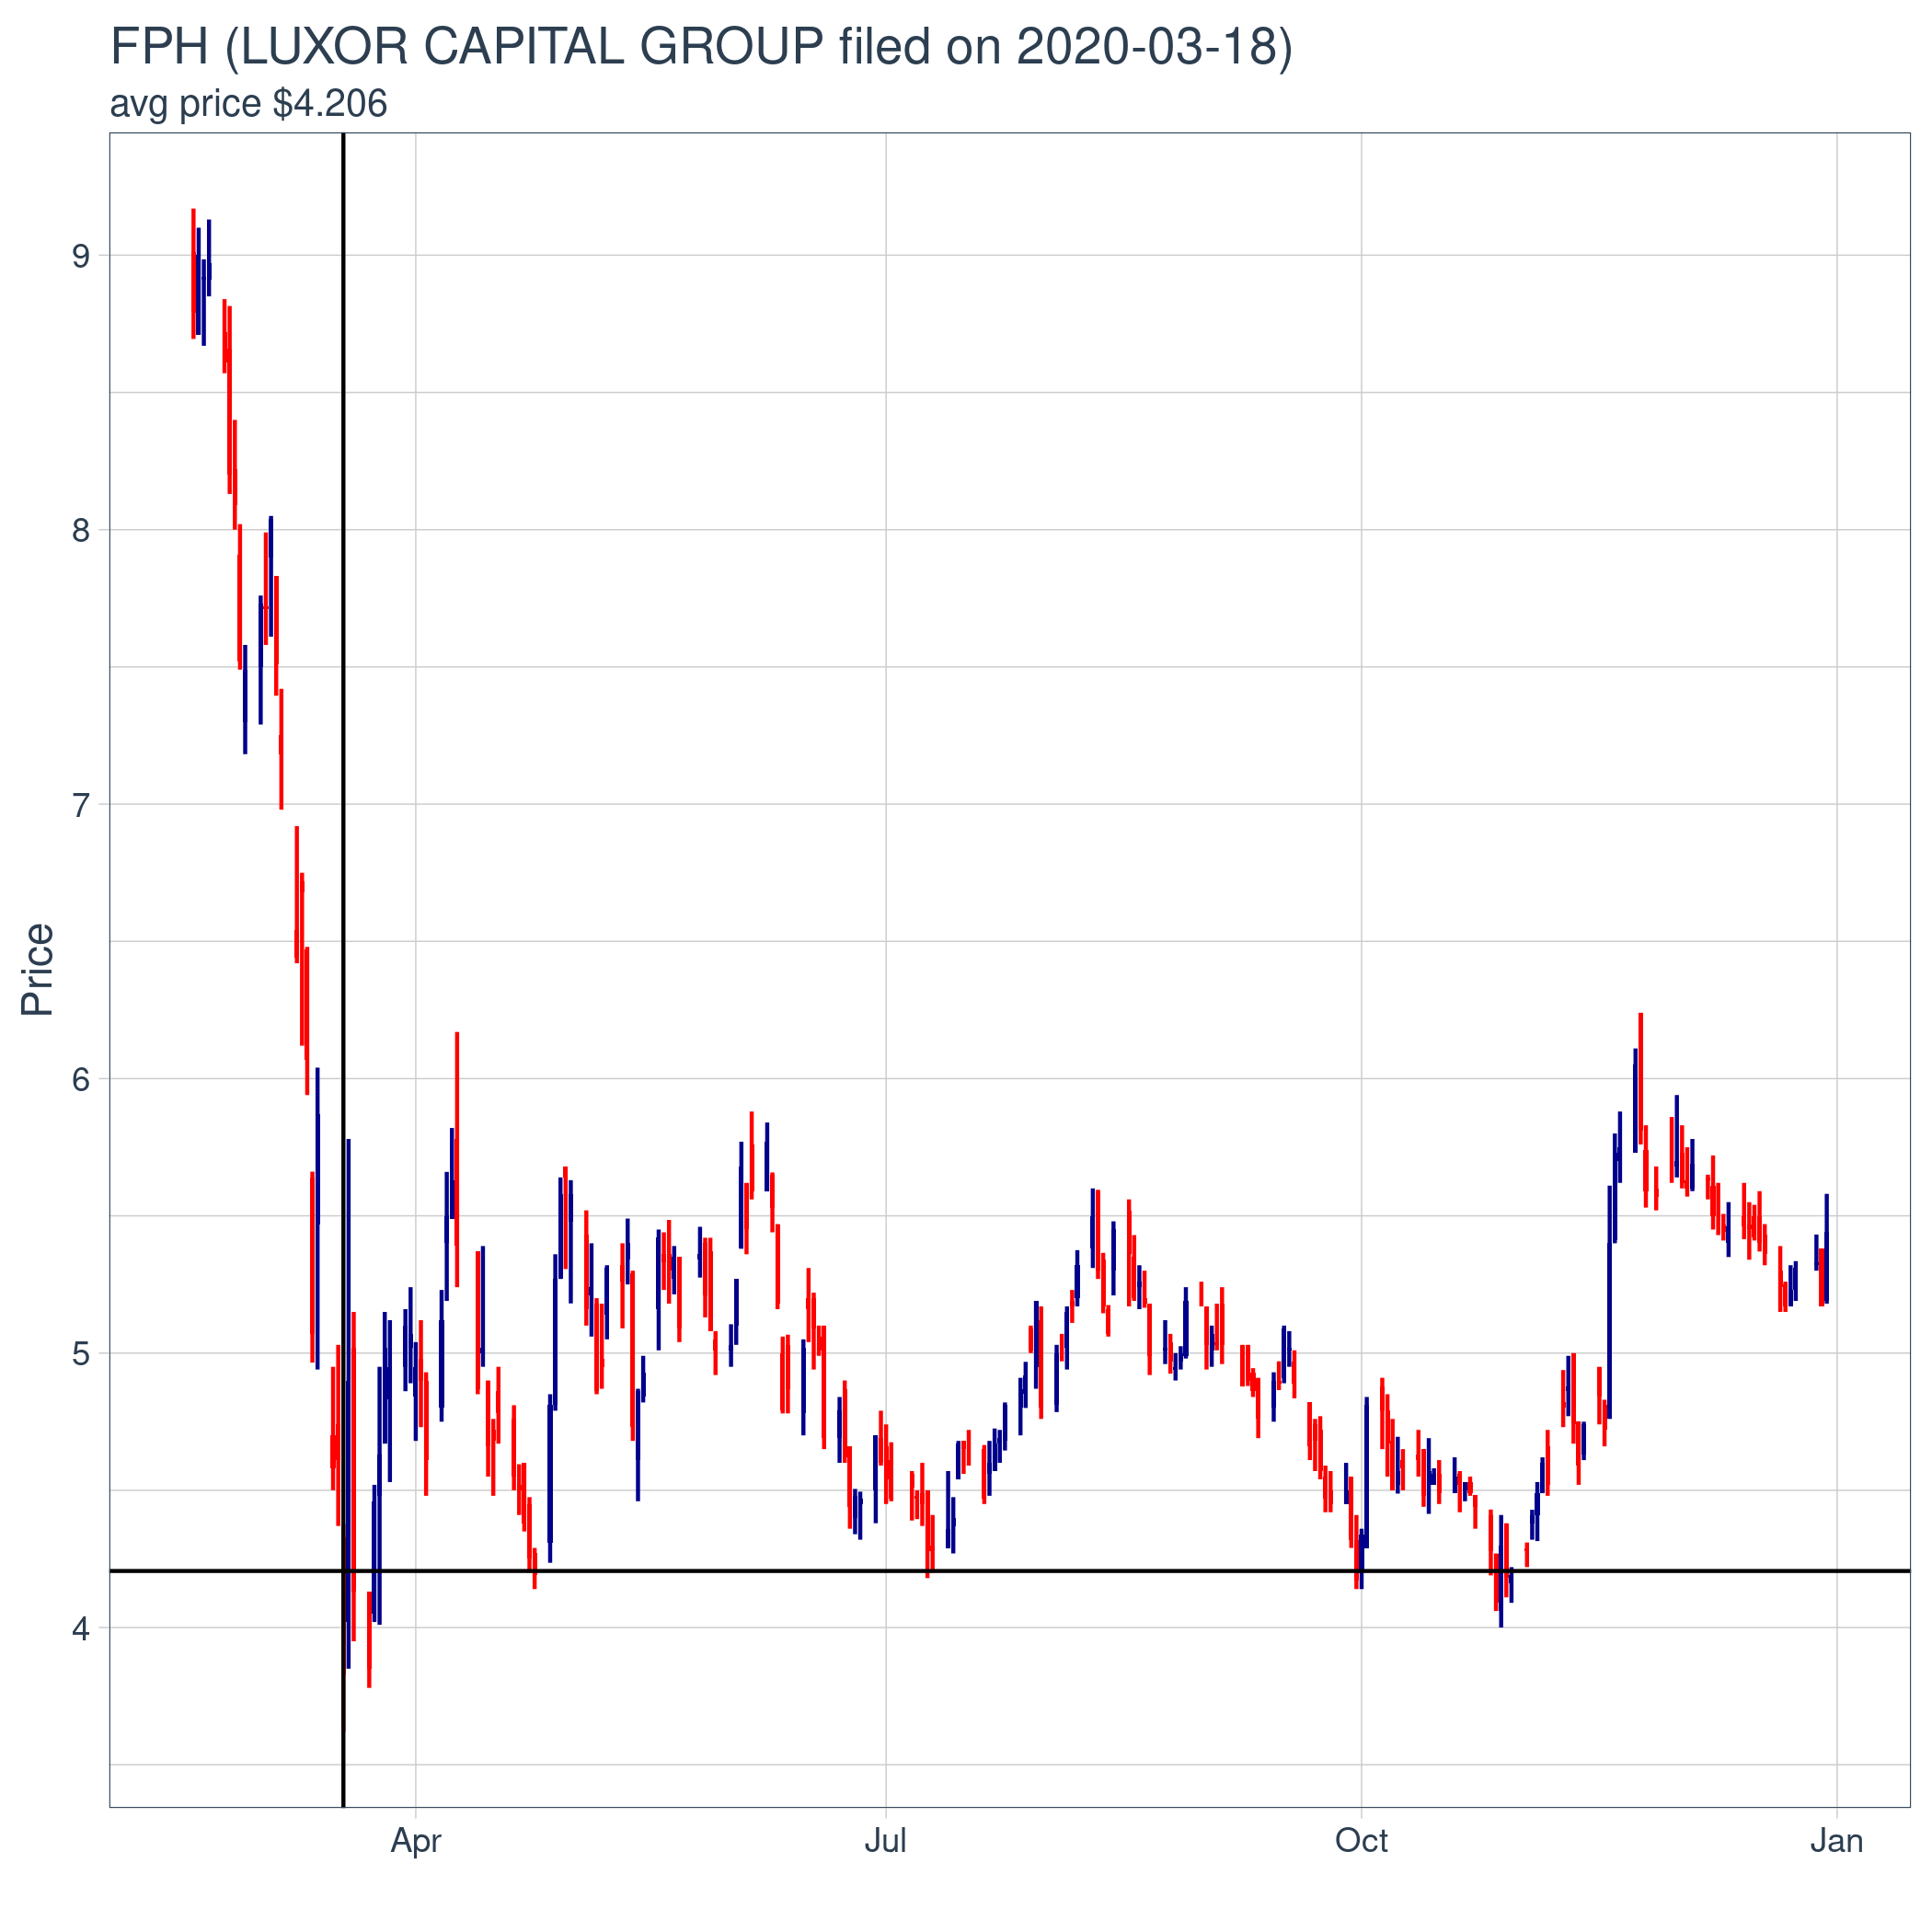 FPH (LUXOR CAPITAL GROUP filed on 2020-03-18)
avg price $4.206
9
8
7
6
5
4
Price
Apr Jul Oct Jan